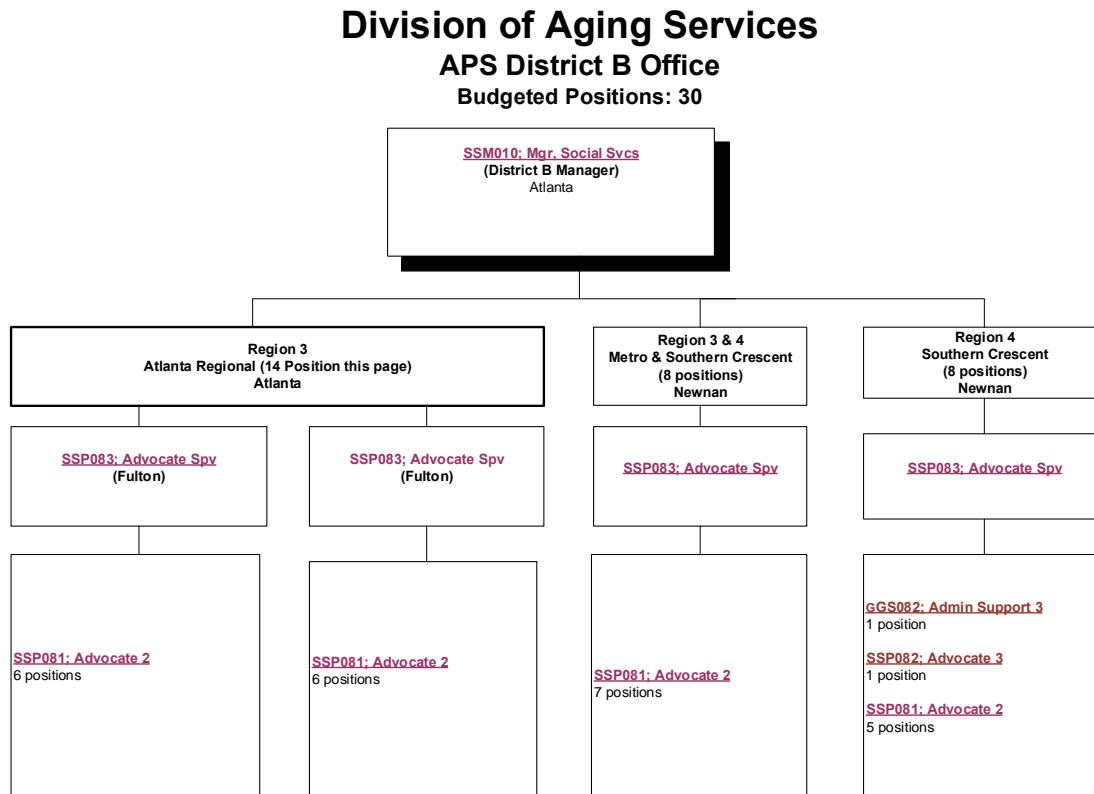 Division of Aging Services
APS District B Office
Budgeted Positions: 30
SSM010; Mgr, Social Svcs
(District B Manager)
Atlanta
Region 3
Atlanta Regional (14 Position this page)
Atlanta
Region 3 & 4
Metro & Southern Crescent
(8 positions)
Newnan
Region 4
Southern Crescent
(8 positions)
Newnan
SSP083; Advocate Spv
(Fulton)
SSP083; Advocate Spv
(Fulton)
SSP083; Advocate Spv
SSP083; Advocate Spv
SSP081; Advocate 2
6 positions
SSP081; Advocate 2
6 positions
SSP081; Advocate 2
7 positions
GGS082; Admin Support 3
1 position
SSP082; Advocate 3
1 position
SSP081; Advocate 2
5 positions